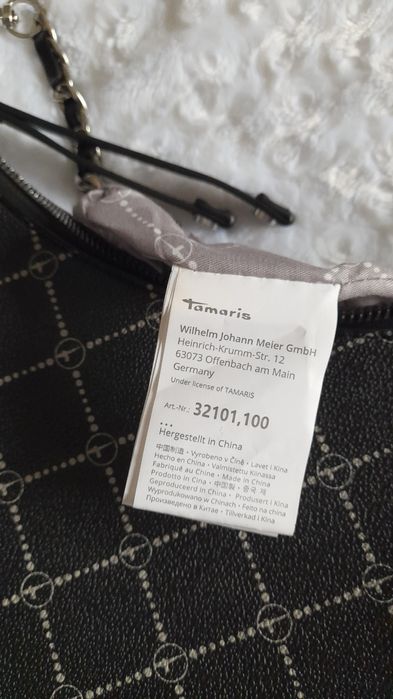 Tamaris
Wilhelm Johann Meier GmbH
Heinrich-Krumm-Str. 12
63073 Offenbach am Main
Germany
Under license of TAMARIS
Art.-Nr.: 32101,100
...
Hergestellt in China
中国制造 · Vyrobeno v Číně · Lavet i Kina
Hecho en China · Valmistettu Kiinassa
Fabriqué au Chine · Made in China
Prodotto in Cina · 中国製 · 중국 제
Geproduceerd in China · Produsert i Kina
Wyprodukowano w Chinach · Feito na china
Произведено в Китае · Tillverkad i Kina